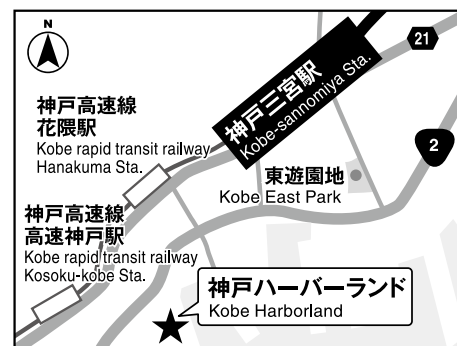 N
21
神戸三宮駅
Kobe-sannomiya Sta.
神戸高速線
花隈駅
Kobe rapid transit railway
Hanakuma Sta.
2
東遊園地
Kobe East Park
神戸高速線
高速神戸駅
Kobe rapid transit railway
Kosoku-kobe Sta.
神戸ハーバーランド
Kobe Harborland